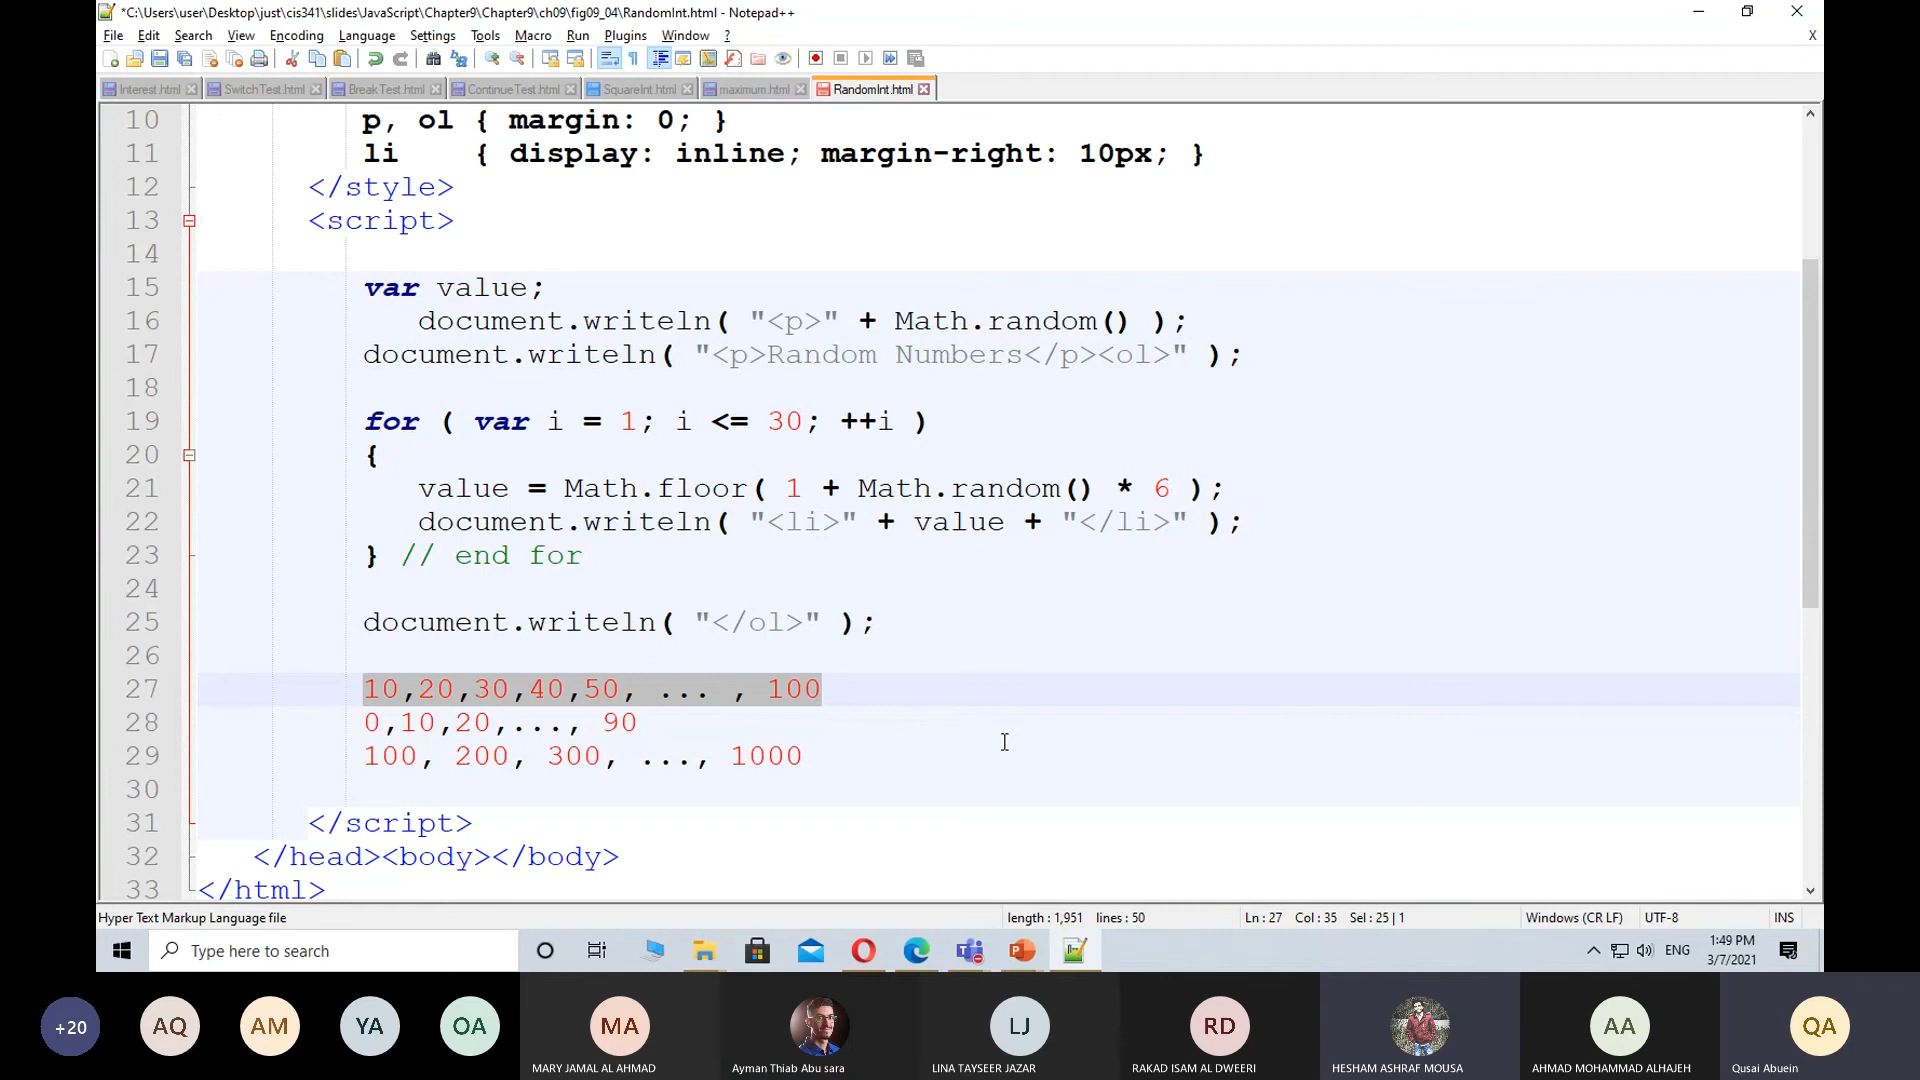 *C:\Users\user\Desktop\just\cis341\slides\JavaScript\Chapter9\Chapter9\ch09\fig09_04\RandomInt.html - Notepad++
File Edit Search View Encoding Language Settings Tools Macro Run Plugins Window ? X
Interest.html SwitchTest.html BreakTest.html ContinueTest.html SquareInt.html maximum.html RandomInt.html
10 p, ol { margin: 0; }
11 li { display: inline; margin-right: 10px; }
12 </style>
13 <script>
14
15 var value;
16 document.writeln( "<p>" + Math.random() );
17 document.writeln( "<p>Random Numbers</p><ol>" );
18
19 for ( var i = 1; i <= 30; ++i )
20 {
21 value = Math.floor( 1 + Math.random() * 6 );
22 document.writeln( "<li>" + value + "</li>" );
23 } // end for
24
25 document.writeln( "</ol>" );
26
27 10,20,30,40,50, ... , 100
28 0,10,20,..., 90
29 100, 200, 300, ..., 1000
30
31 </script>
32 </head><body></body>
33 </html>
Hyper Text Markup Language file length : 1,951 lines : 50 Ln : 27 Col : 35 Sel : 25 | 1 Windows (CR LF) UTF-8 INS
Type here to search ENG 1:49 PM
3/7/2021
+20 AQ AM YA OA MA LJ RD AA QA
MARY JAMAL AL AHMAD Ayman Thiab Abu sara LINA TAYSEER JAZAR RAKAD ISAM AL DWEERI HESHAM ASHRAF MOUSA AHMAD MOHAMMAD ALHAJEH Qusai Abuein